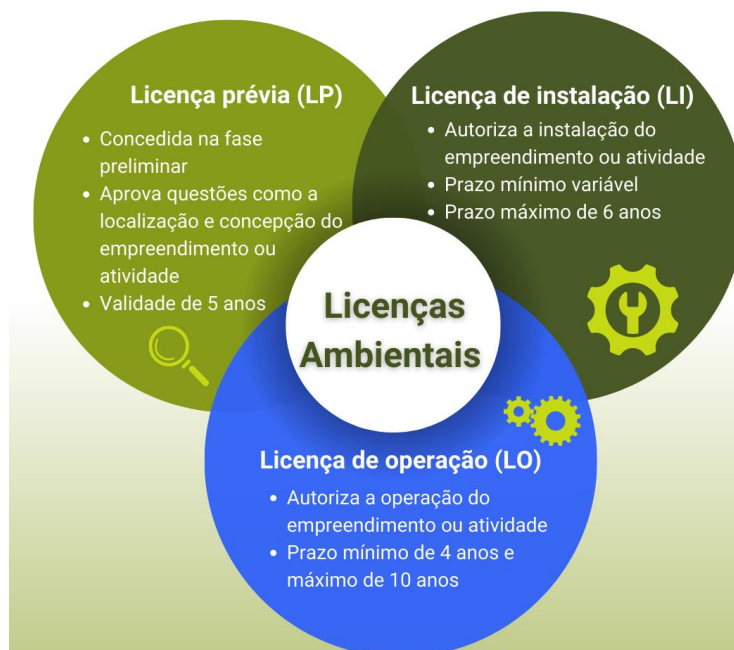 Licença prévia (LP)
• Concedida na fase
preliminar
• Aprova questões como a
localização e concepção do
empreendimento ou
atividade
• Validade de 5 anos
Licença de instalação (LI)
• Autoriza a instalação do
empreendimento ou atividade
• Prazo mínimo variável
• Prazo máximo de 6 anos
Licenças
Ambientais
Licença de operação (LO)
• Autoriza a operação do
empreendimento ou atividade
• Prazo mínimo de 4 anos e
máximo de 10 anos